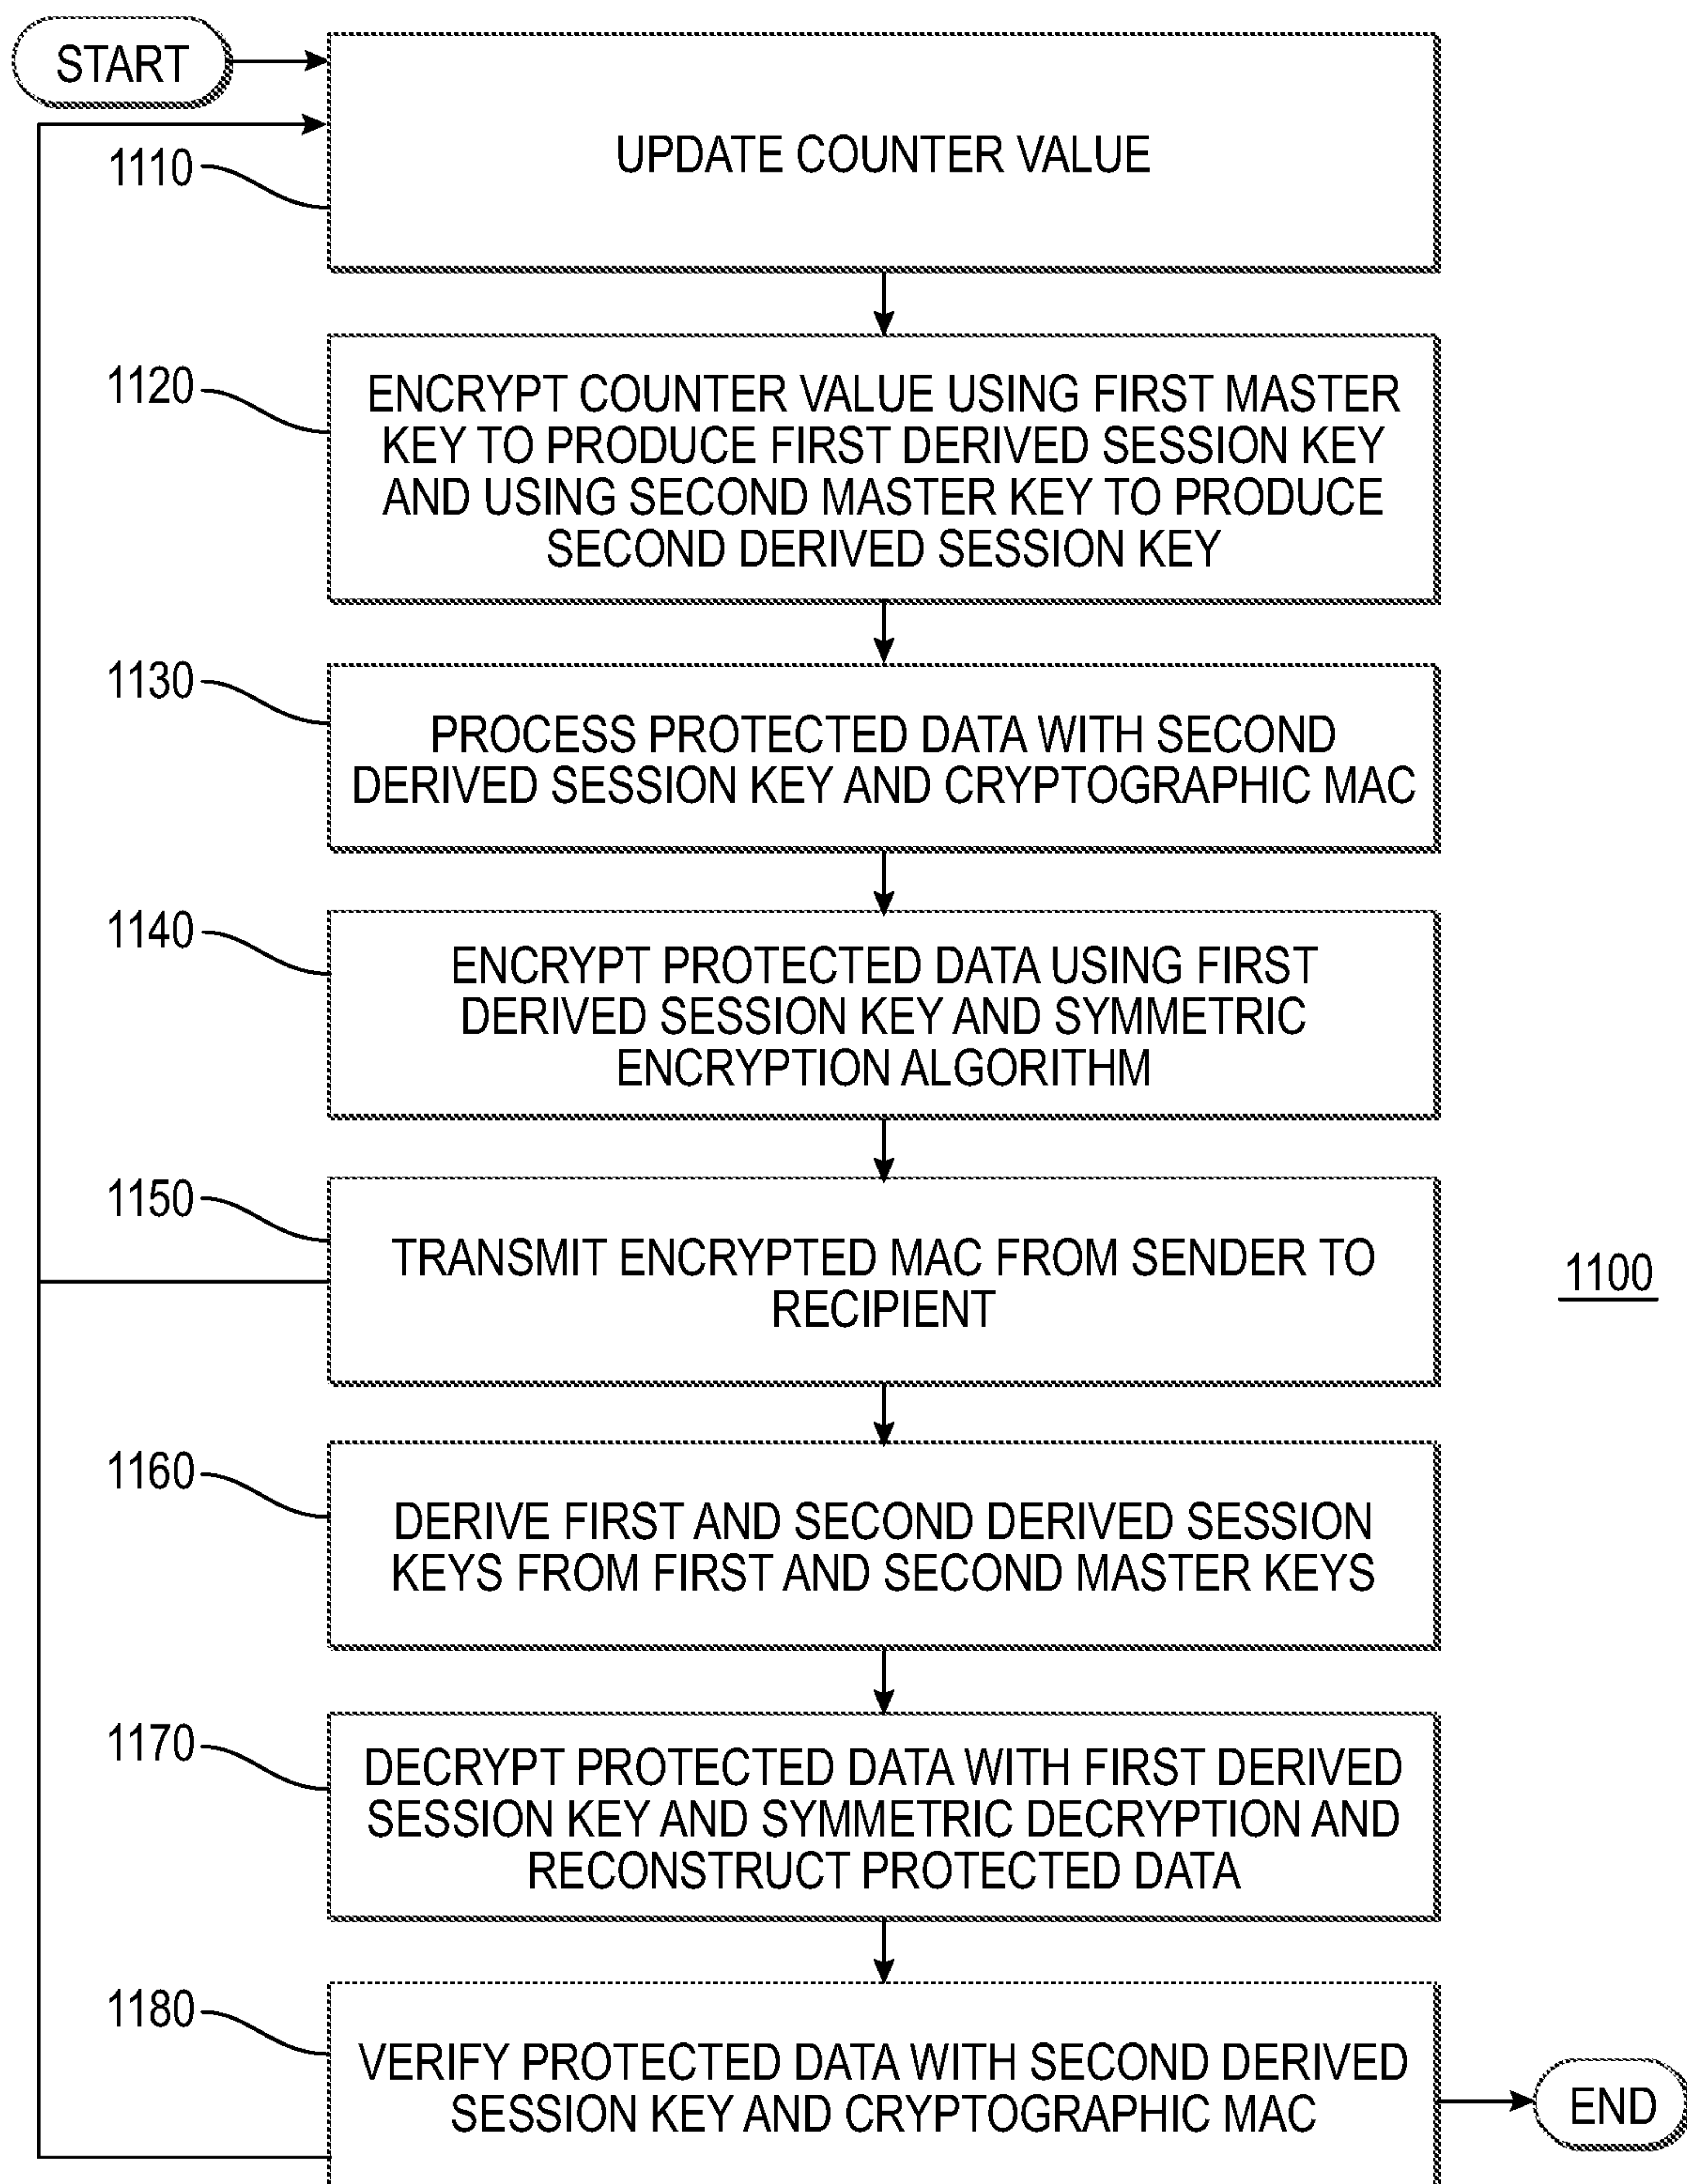 START
UPDATE COUNTER VALUE
1110
1120
ENCRYPT COUNTER VALUE USING FIRST MASTER
KEY TO PRODUCE FIRST DERIVED SESSION KEY
AND USING SECOND MASTER KEY TO PRODUCE
SECOND DERIVED SESSION KEY
1130
PROCESS PROTECTED DATA WITH SECOND
DERIVED SESSION KEY AND CRYPTOGRAPHIC MAC
1140
ENCRYPT PROTECTED DATA USING FIRST
DERIVED SESSION KEY AND SYMMETRIC
ENCRYPTION ALGORITHM
1150
TRANSMIT ENCRYPTED MAC FROM SENDER TO
RECIPIENT
1100
1160
DERIVE FIRST AND SECOND DERIVED SESSION
KEYS FROM FIRST AND SECOND MASTER KEYS
1170
DECRYPT PROTECTED DATA WITH FIRST DERIVED
SESSION KEY AND SYMMETRIC DECRYPTION AND
RECONSTRUCT PROTECTED DATA
1180
VERIFY PROTECTED DATA WITH SECOND DERIVED
SESSION KEY AND CRYPTOGRAPHIC MAC
END